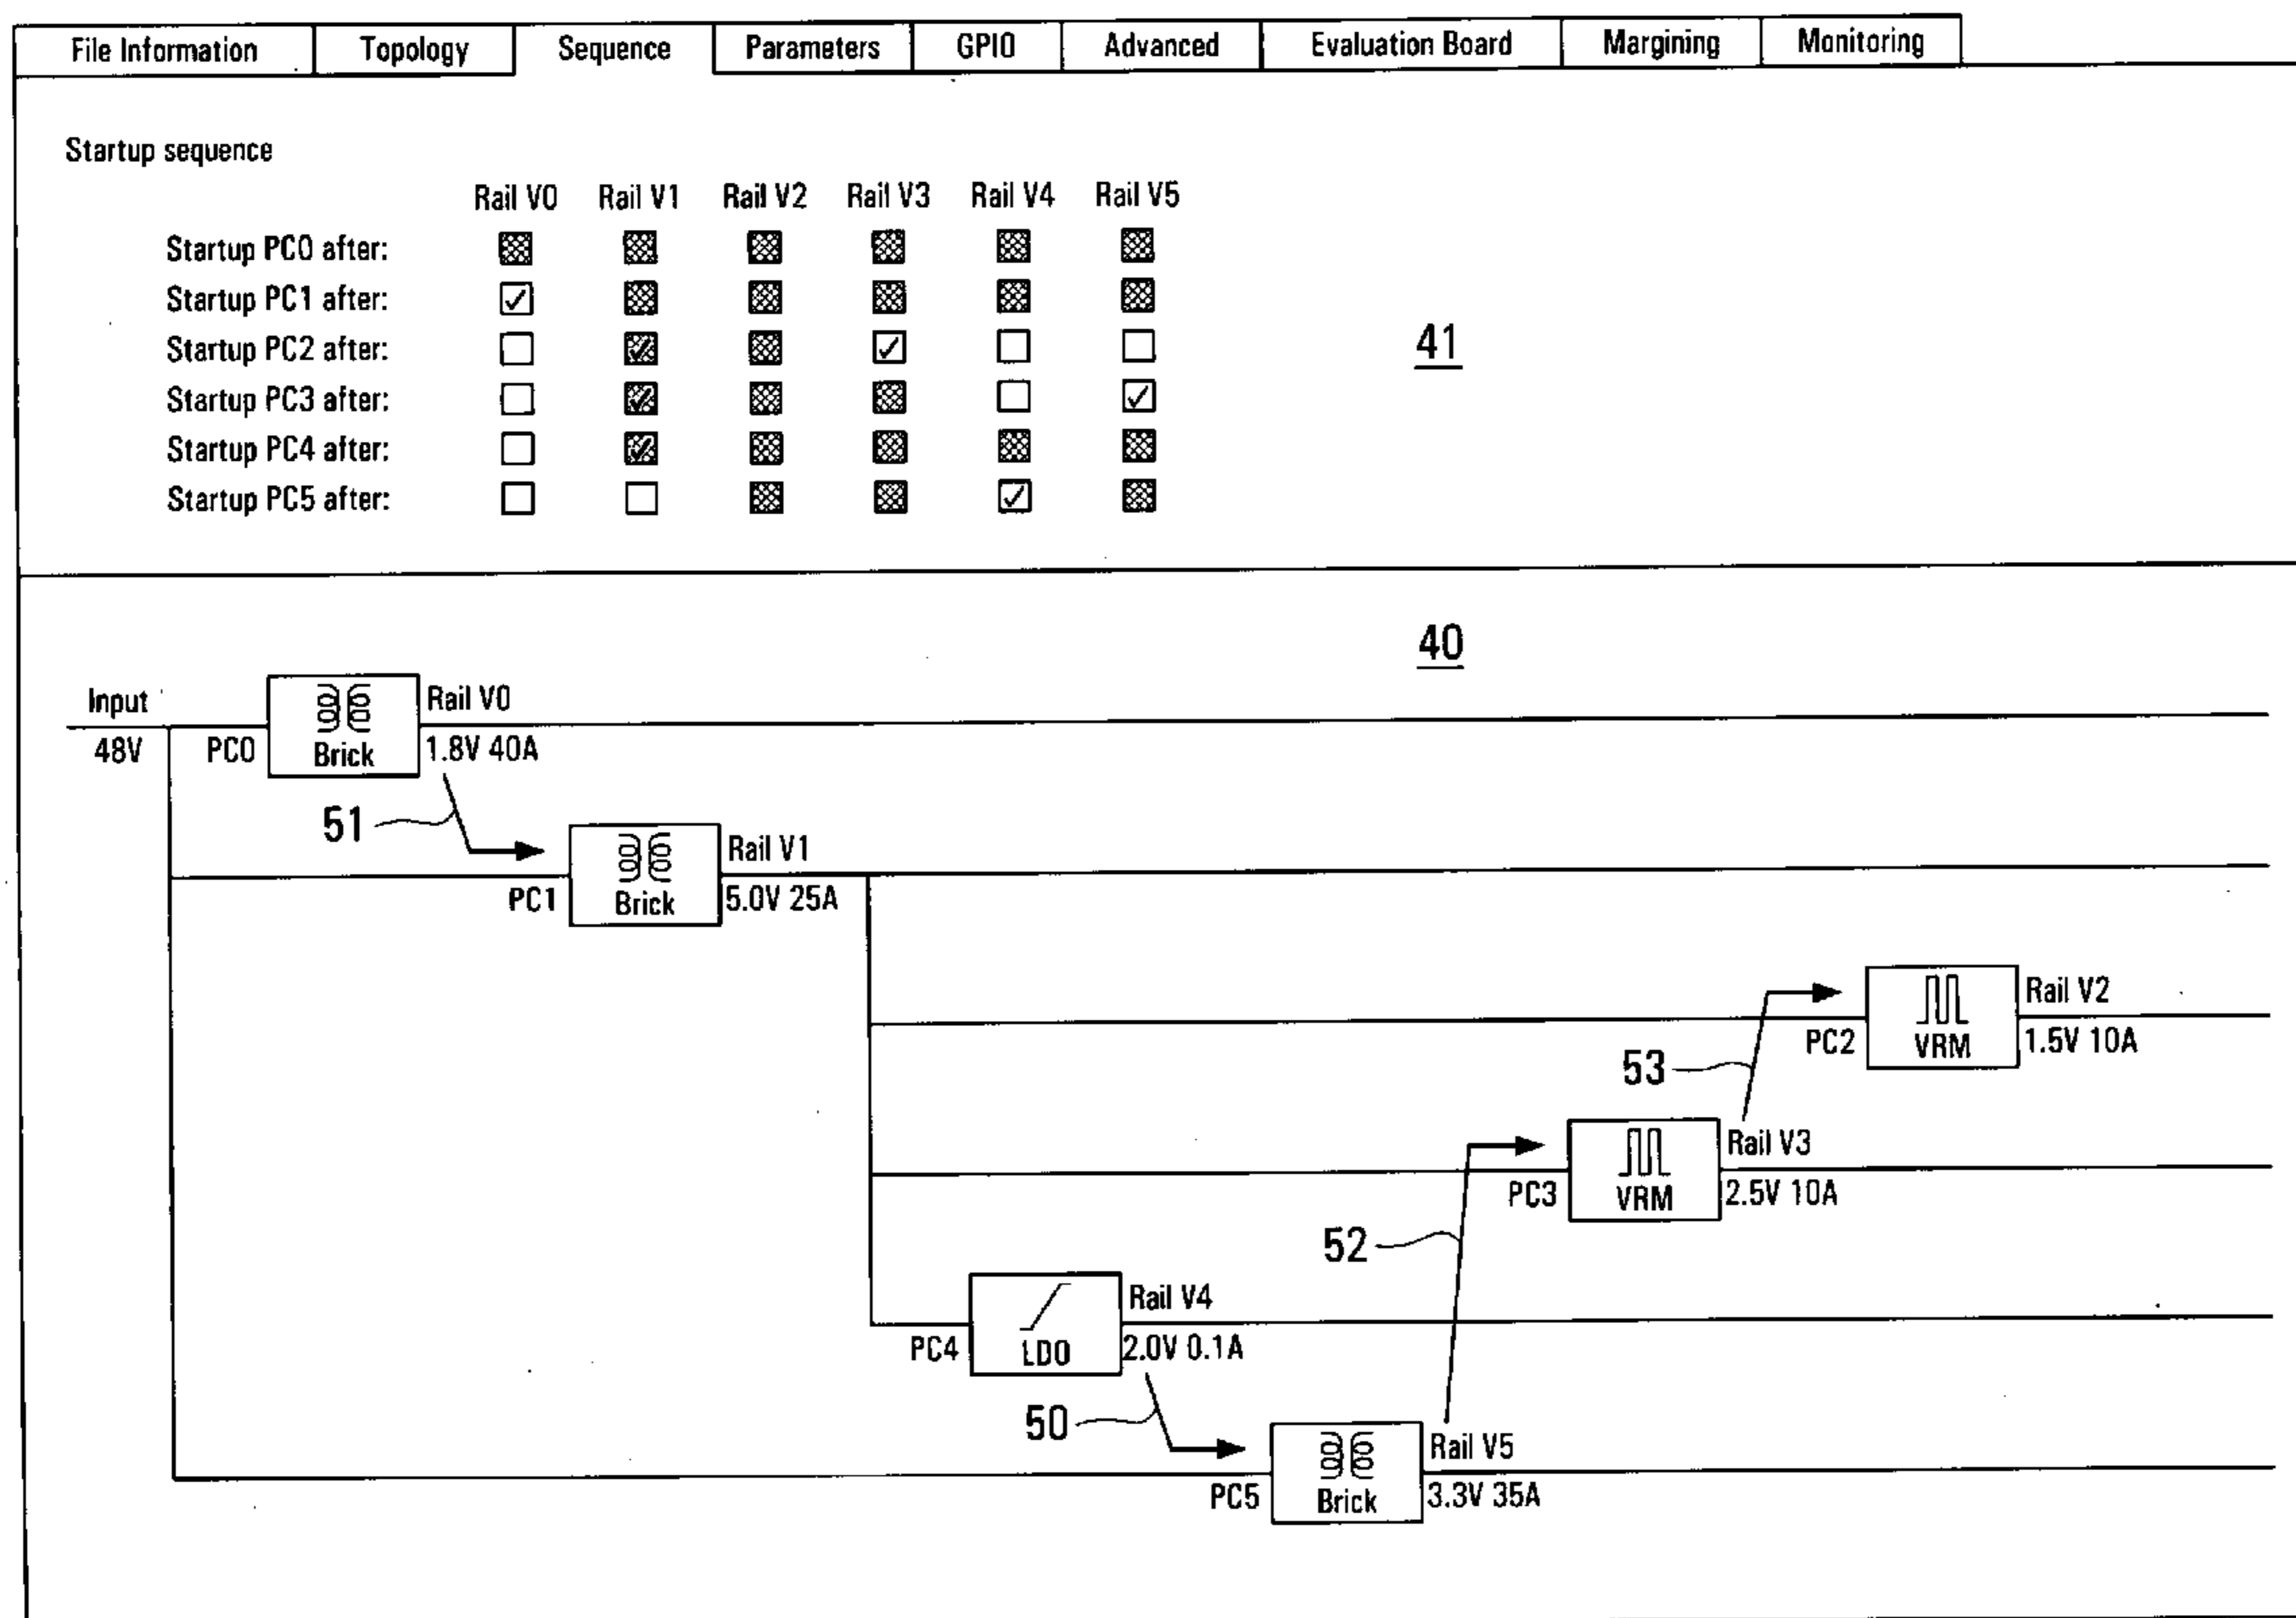 File Information Topology Sequence Parameters GPIO Advanced Evaluation Board Margining Monitoring
Startup sequence
Rail V0 Rail V1 Rail V2 Rail V3 Rail V4 Rail V5
Startup PC0 after:
Startup PC1 after:
Startup PC2 after:
Startup PC3 after:
Startup PC4 after:
Startup PC5 after:
41
40
Input
48V
PC0
Brick
Rail V0
1.8V 40A
51
PC1
Brick
Rail V1
5.0V 25A
PC2
VRM
Rail V2
1.5V 10A
53
PC3
VRM
Rail V3
2.5V 10A
52
PC4
LDO
Rail V4
2.0V 0.1A
50
PC5
Brick
Rail V5
3.3V 35A